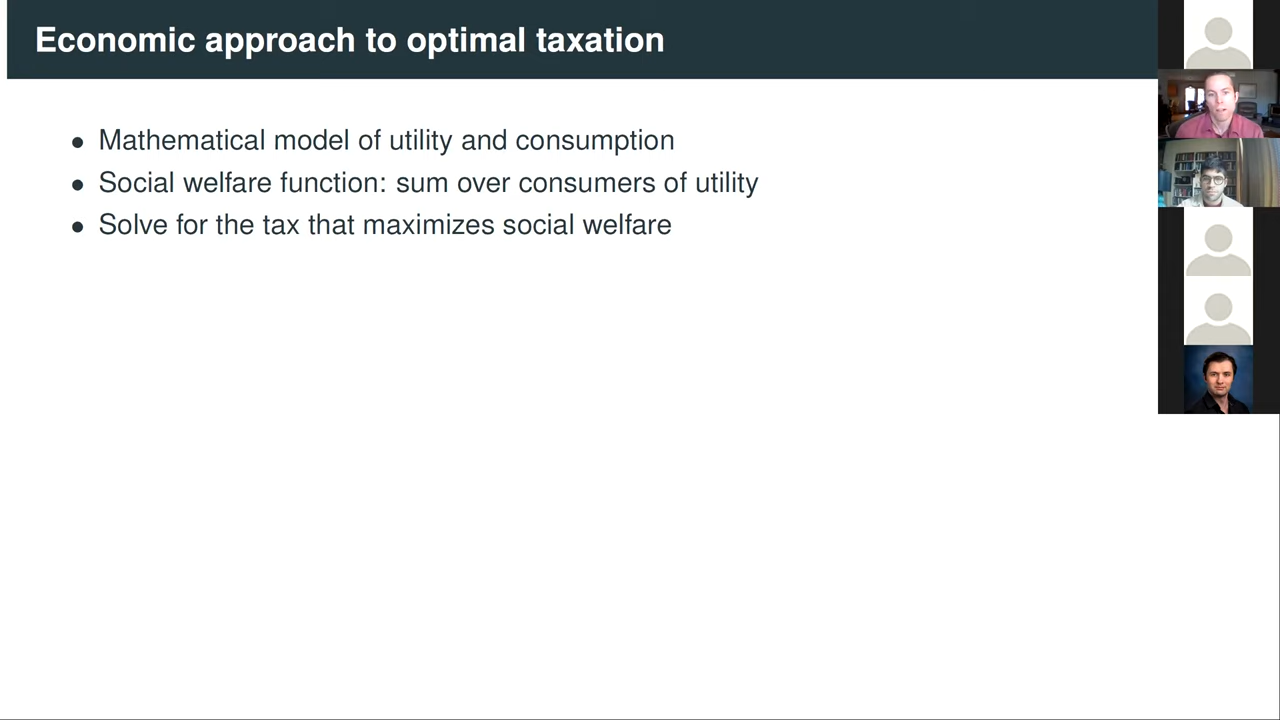 Economic approach to optimal taxation
• Mathematical model of utility and consumption
• Social welfare function: sum over consumers of utility
• Solve for the tax that maximizes social welfare